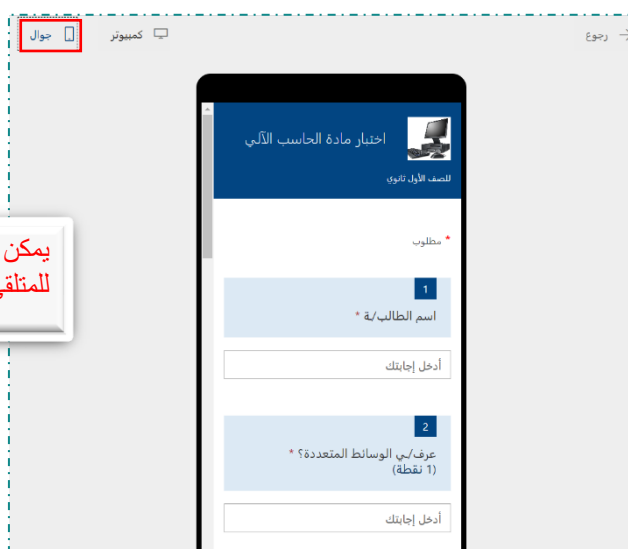 رجوع
كمبيوتر
جوال
اختبار مادة الحاسب الآلي
للصف الأول ثانوي
* مطلوب
1
اسم الطالب/ـة *
أدخل إجابتك
2
عرف/ـي الوسائط المتعددة؟ *
(1 نقطة)
أدخل إجابتك
يمكن